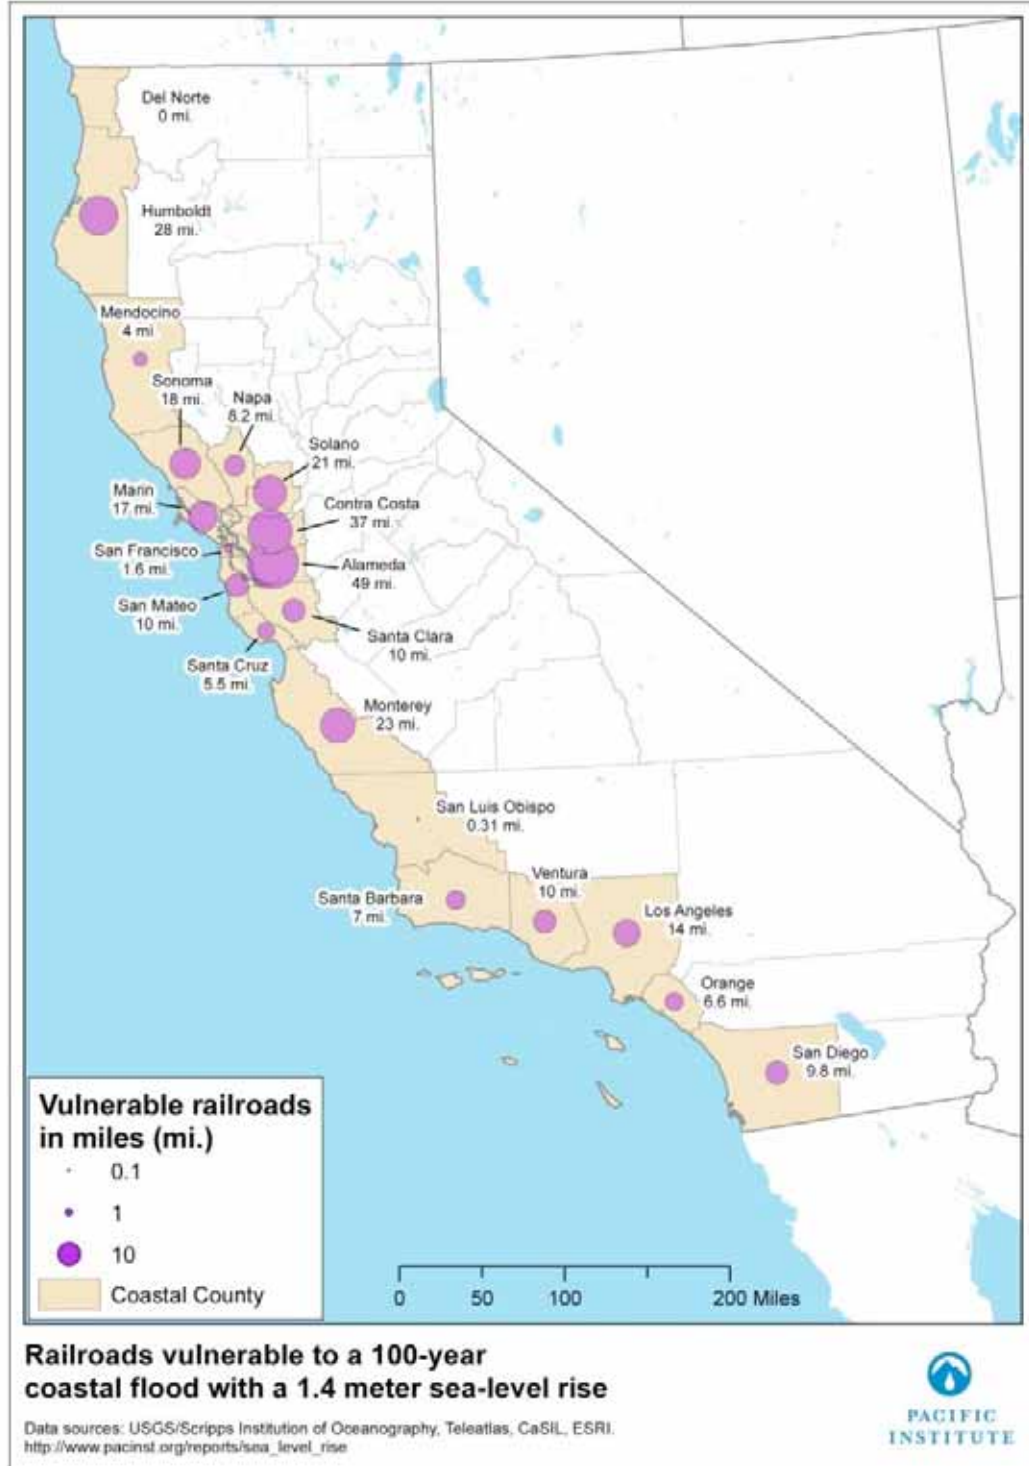 Del Norte
0 mi.
Humboldt
28 mi.
Mendocino
4 mi
Sonoma
18 mi.
Napa
8.2 mi.
Solano
21 mi.
Marin
17 mi.
Contra Costa
37 mi.
San Francisco
1.6 mi.
Alameda
49 mi.
San Mateo
10 mi.
Santa Clara
10 mi.
Santa Cruz
5.5 mi.
Monterey
23 mi.
San Luis Obispo
0.31 mi.
Ventura
10 mi.
Santa Barbara
7 mi.
Los Angeles
14 mi.
Orange
6.6 mi.
San Diego
9.8 mi.
Vulnerable railroads
in miles (mi.)
0.1
1
10
Coastal County
0 50 100 200 Miles
Railroads vulnerable to a 100-year
coastal flood with a 1.4 meter sea-level rise
Data sources: USGS/Scripps Institution of Oceanography, Teleatlas, CaSIL, ESRI.
http://www.pacinst.org/reports/sea_level_rise
PACIFIC
INSTITUTE